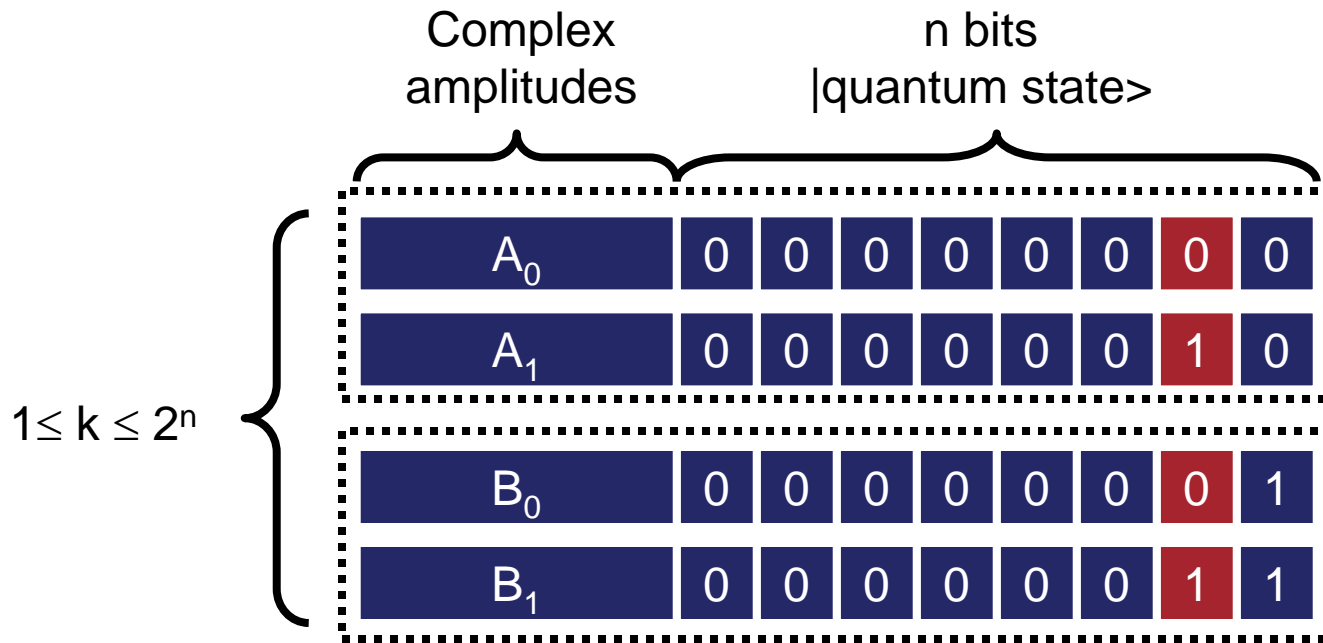 Complex
amplitudes
n bits
|quantum state>
A₀ 0 0 0 0 0 0 0 0
A₁ 0 0 0 0 0 0 1 0
1≤ k ≤ 2ⁿ
B₀ 0 0 0 0 0 0 0 1
B₁ 0 0 0 0 0 0 1 1